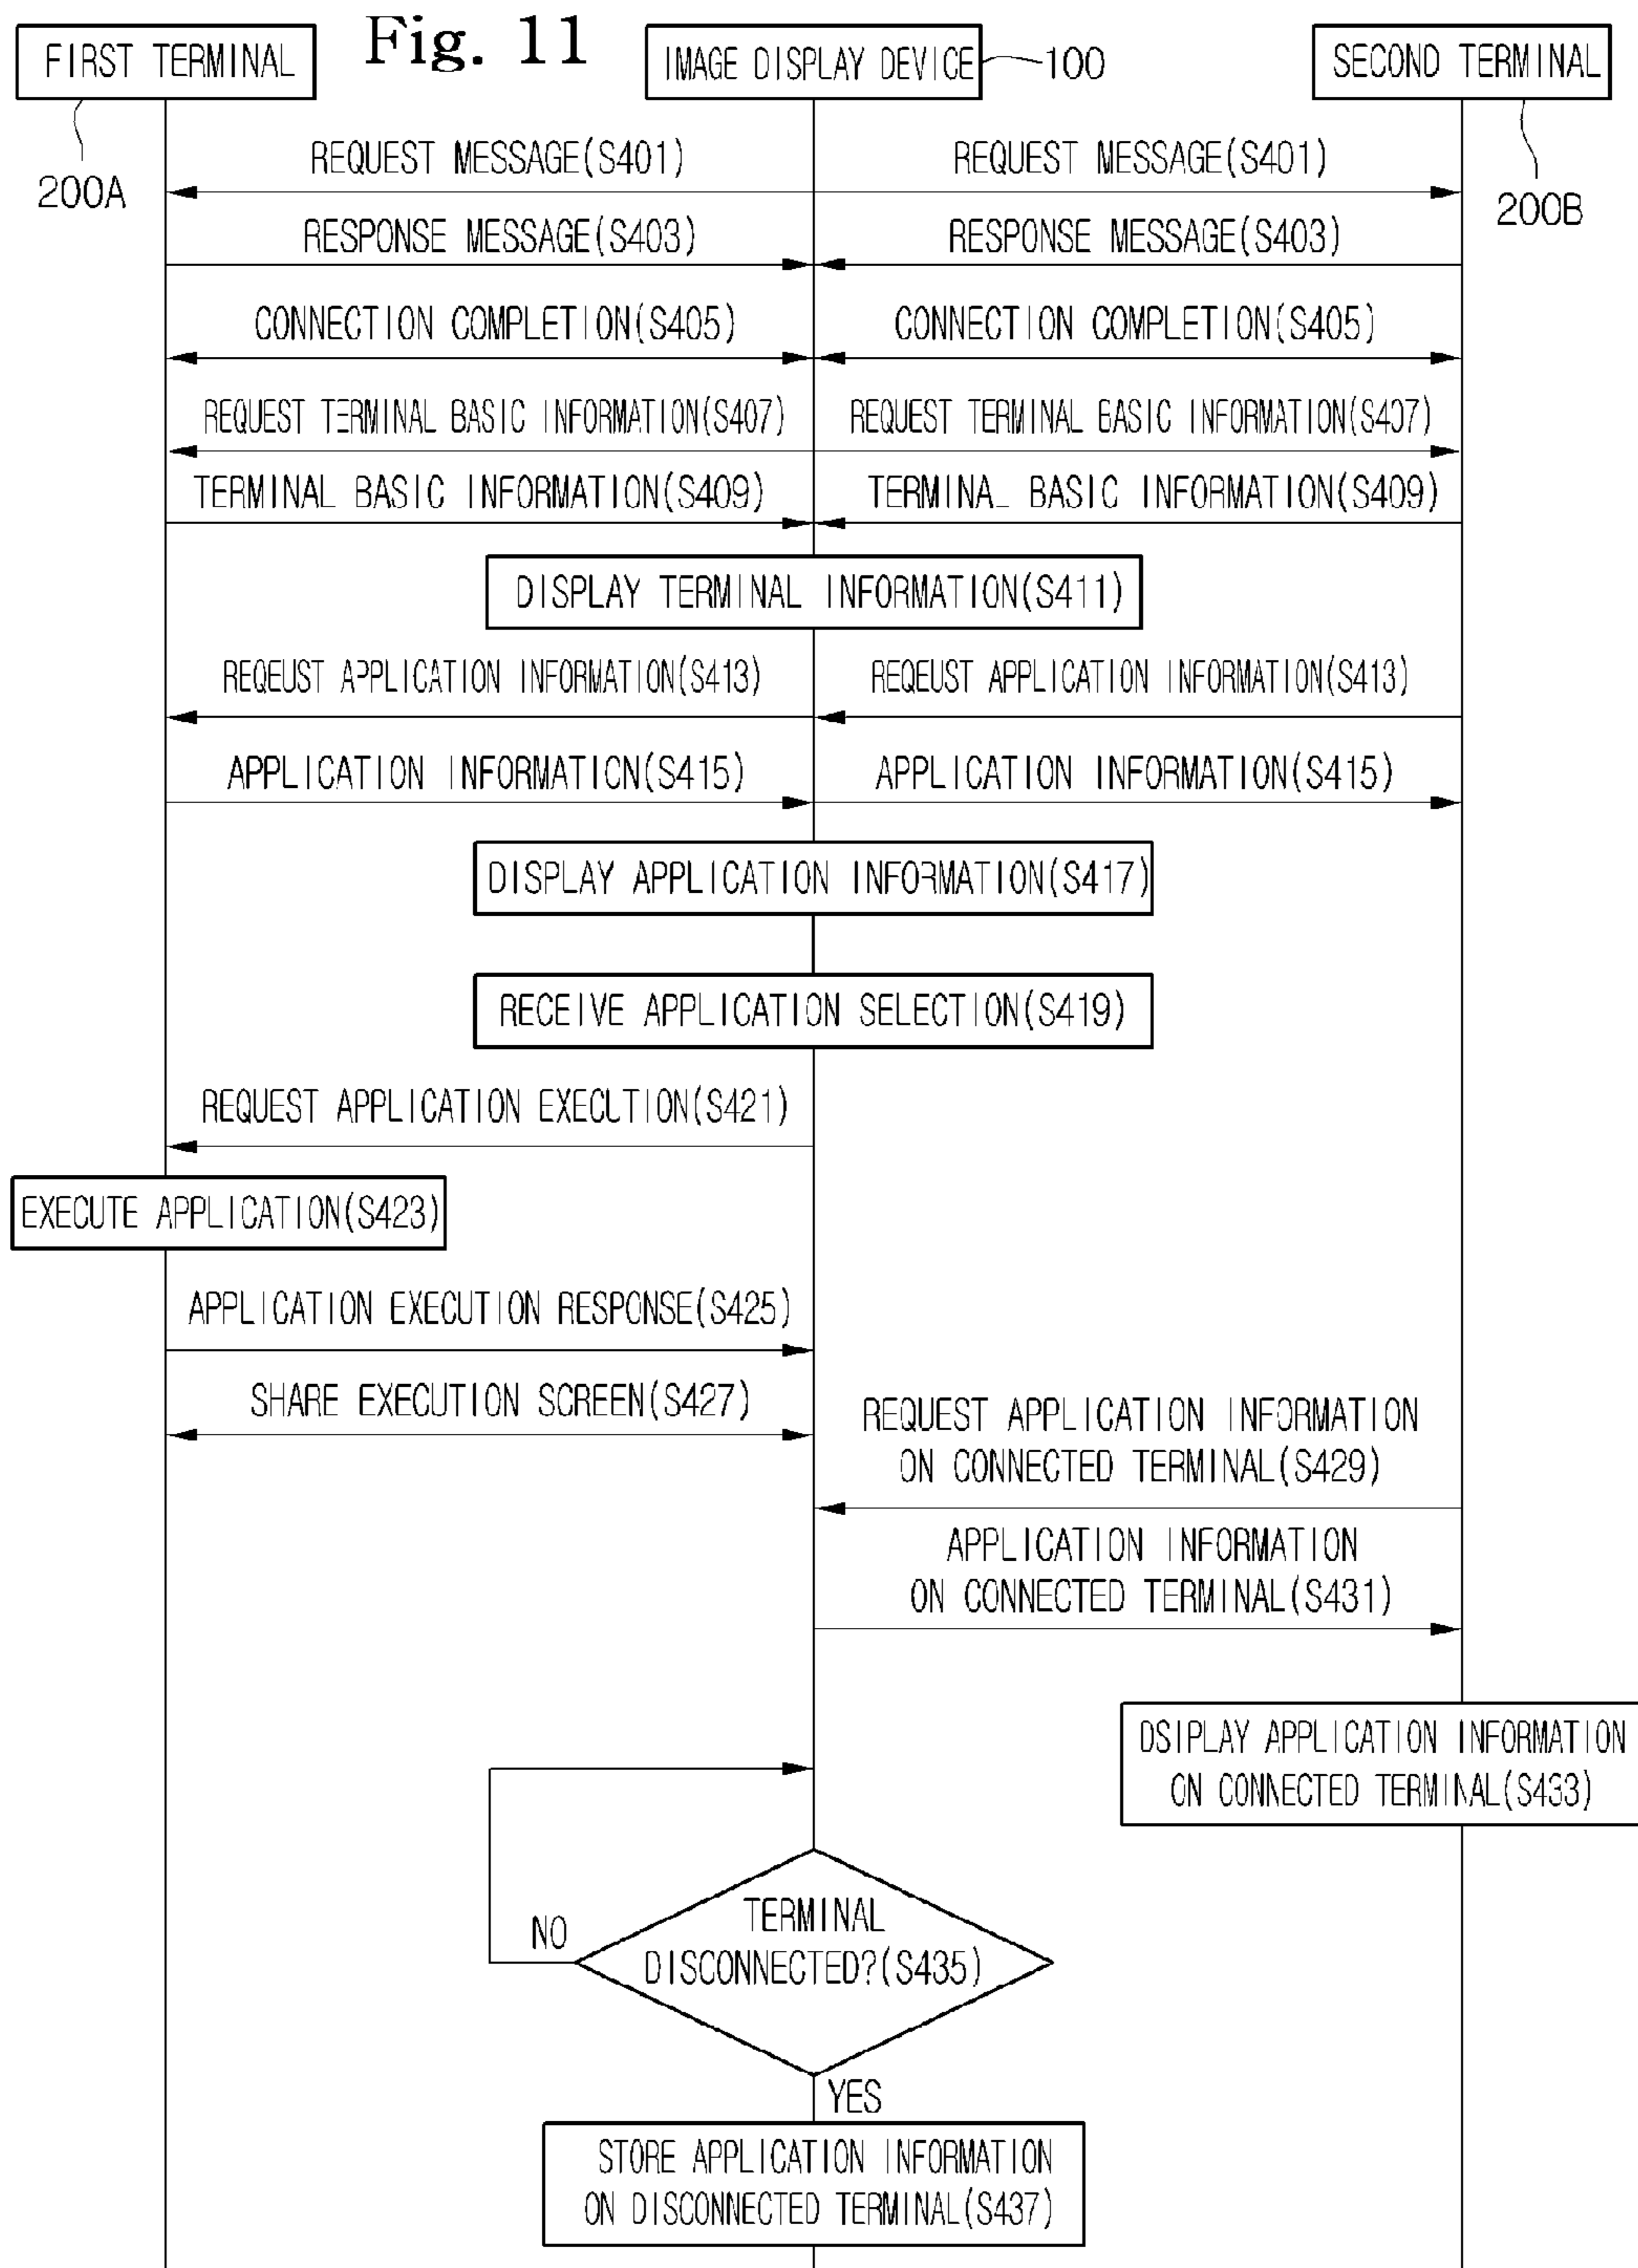 Fig. 11
FIRST TERMINAL
IMAGE DISPLAY DEVICE
100
SECOND TERMINAL
200A
200B
REQUEST MESSAGE(S401)
REQUEST MESSAGE(S401)
RESPONSE MESSAGE(S403)
RESPONSE MESSAGE(S403)
CONNECTION COMPLETION(S405)
CONNECTION COMPLETION(S405)
REQUEST TERMINAL BASIC INFORMATION(S407)
REQUEST TERMINAL BASIC INFORMATION(S407)
TERMINAL BASIC INFORMATION(S409)
TERMINAL BASIC INFORMATION(S409)
DISPLAY TERMINAL INFORMATION(S411)
REQEUST APPLICATION INFORMATION(S413)
REQEUST APPLICATION INFORMATION(S413)
APPLICATION INFORMATION(S415)
APPLICATION INFORMATION(S415)
DISPLAY APPLICATION INFORMATION(S417)
RECEIVE APPLICATION SELECTION(S419)
REQUEST APPLICATION EXECUTION(S421)
EXECUTE APPLICATION(S423)
APPLICATION EXECUTION RESPONSE(S425)
SHARE EXECUTION SCREEN(S427)
REQUEST APPLICATION INFORMATION
ON CONNECTED TERMINAL(S429)
APPLICATION INFORMATION
ON CONNECTED TERMINAL(S431)
DSIPLAY APPLICATION INFORMATION
ON CONNECTED TERMINAL(S433)
TERMINAL
DISCONNECTED?(S435)
NO
YES
STORE APPLICATION INFORMATION
ON DISCONNECTED TERMINAL(S437)